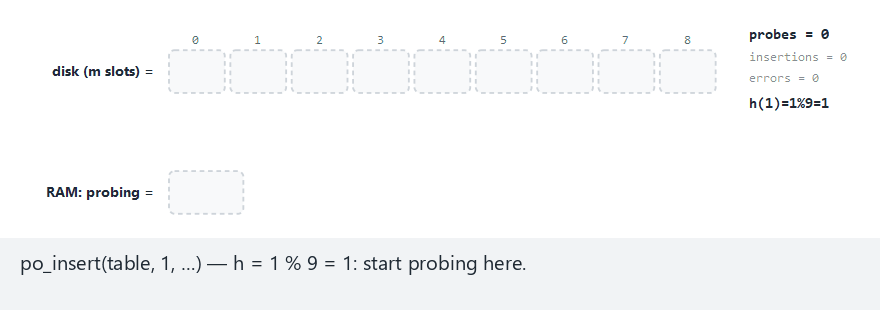 0 1 2 3 4 5 6 7 8
disk (m slots) =
probes = 0
insertions = 0
errors = 0
h(1)=1%9=1
RAM: probing =
po_insert(table, 1, ...) — h = 1 % 9 = 1: start probing here.